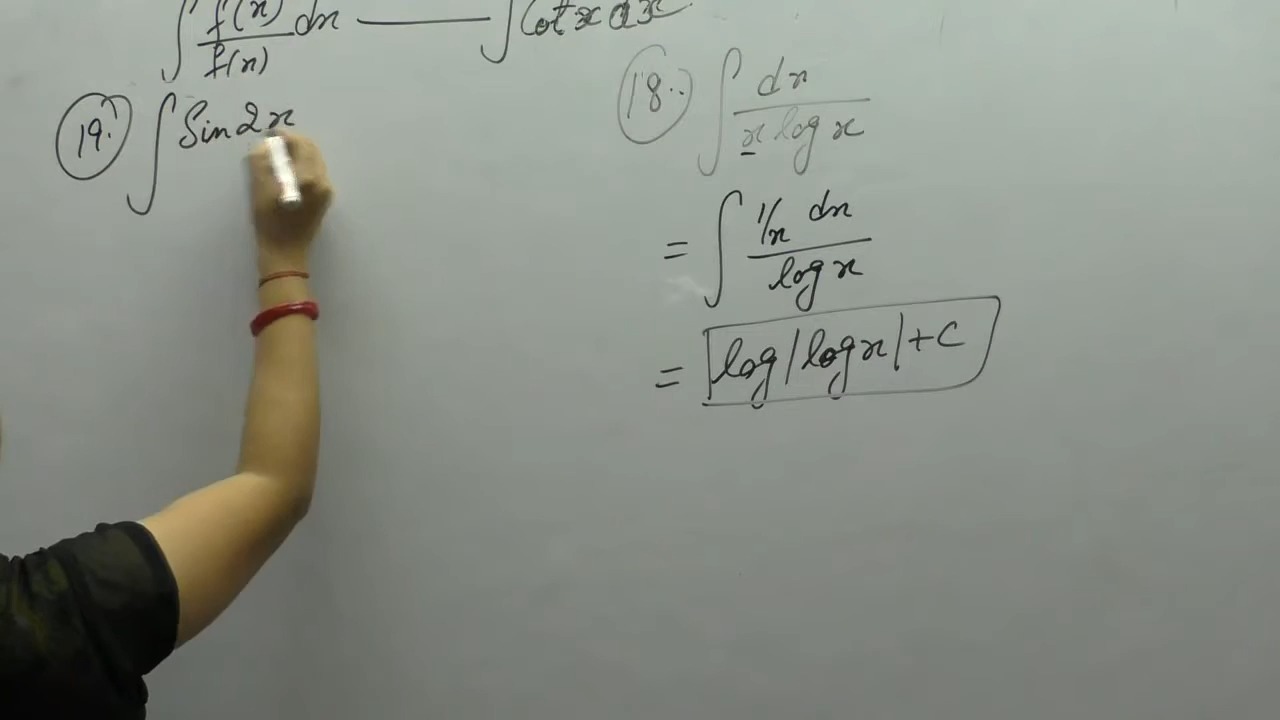 ∫ f'(x)/f(x) dx —— ∫ Cot x dx
19. ∫ Sin 2x
18. ∫ dx / x log x
= ∫ 1/x dx / log x
= log |log x| + C